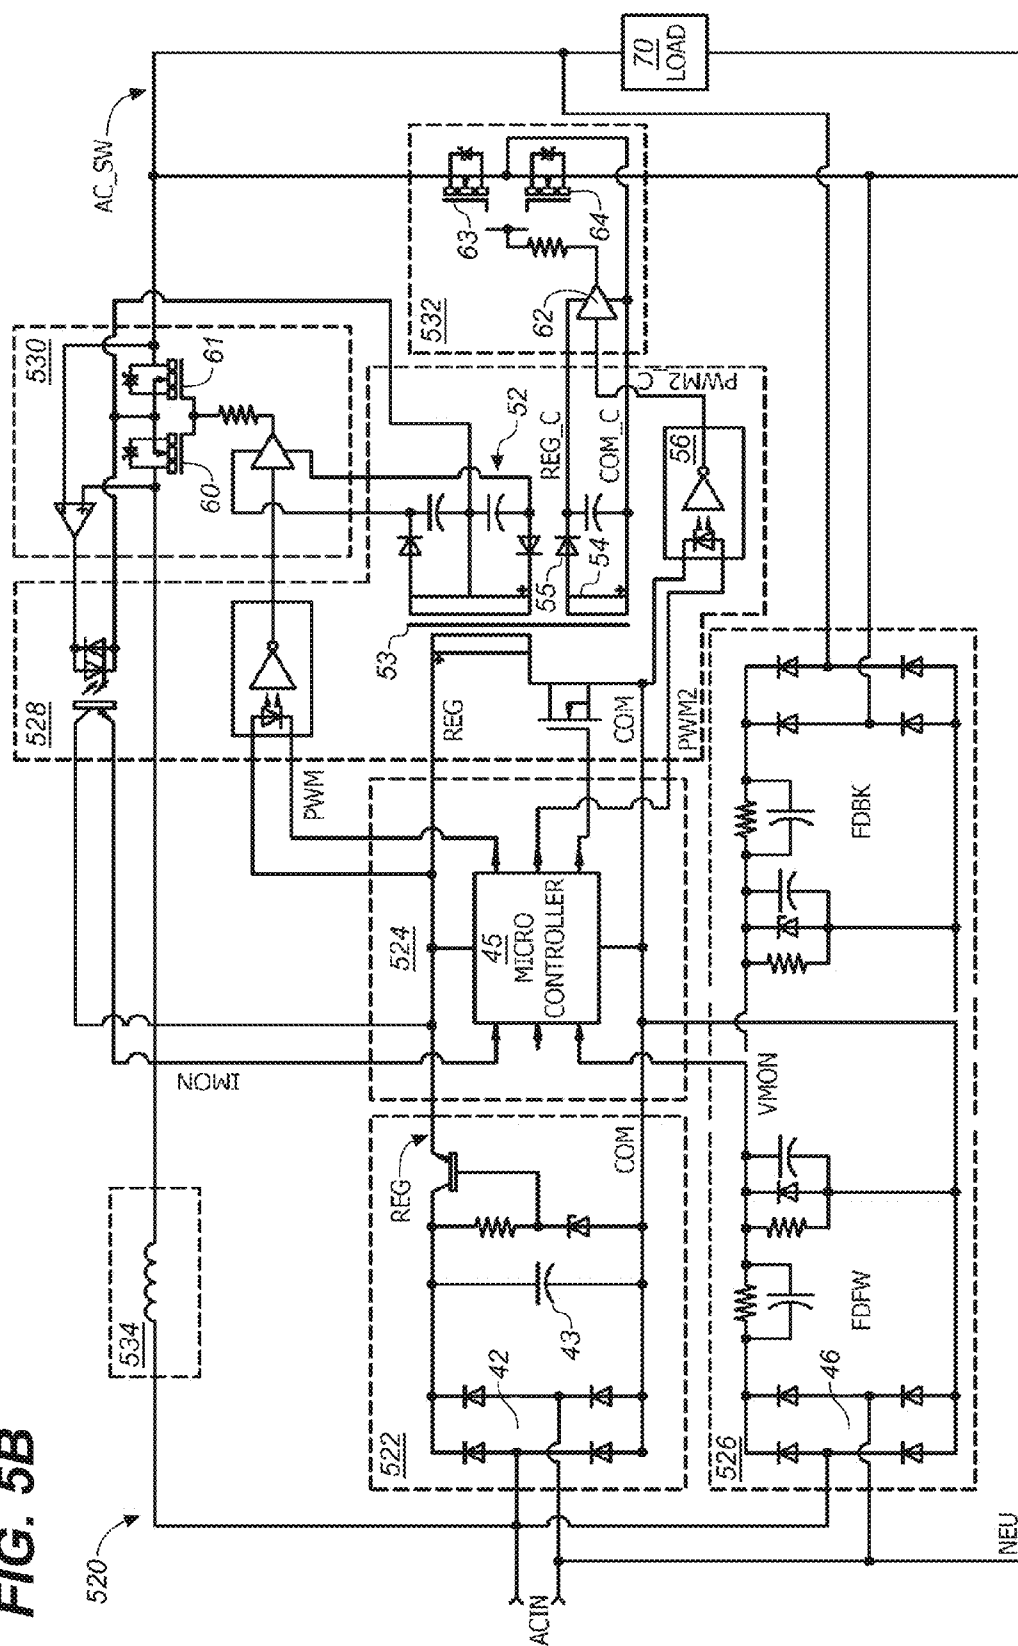 FIG. 5B
520
534
IMON
528
530
60
61
AC_SW
PWM
ACIN
522
42
43
REG
COM
524
45
MICRO
CONTROLLER
REG
COM
PWM2
53
52
55
54
REG_C
COM_C
PWM2_C
56
532
62
63
64
70
LOAD
526
46
FDFW
VMON
FDBK
NEU